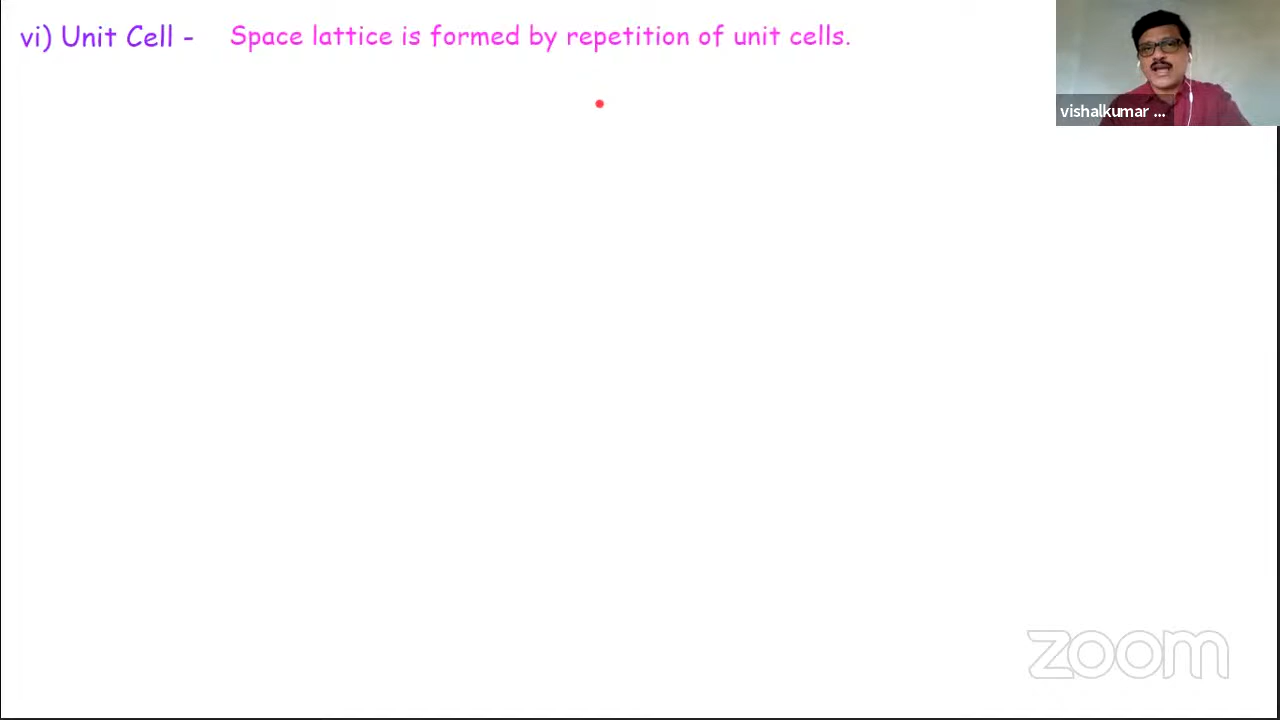 vi) Unit Cell - Space lattice is formed by repetition of unit cells.
vishalkumar ...
zoom